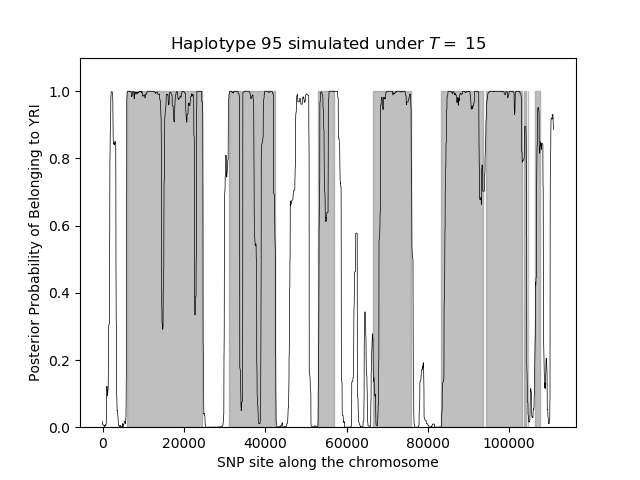 Haplotype 95 simulated under T = 15
Posterior Probability of Belonging to YRI
1.0
0.8
0.6
0.4
0.2
0.0
0 20000 40000 60000 80000 100000
SNP site along the chromosome